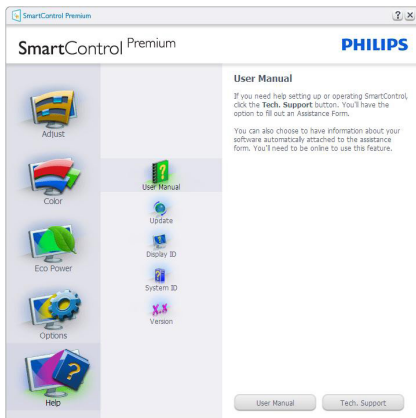 SmartControl Premium
? X
SmartControl Premium
PHILIPS
Adjust
Color
Eco Power
Options
Help
User Manual
Update
Display ID
System ID
X.X
Version
User Manual
If you need help setting up or operating SmartControl,
click the Tech. Support button. You'll have the
option to fill out an Assistance Form.
You can also choose to have information about your
software automatically attached to the assistance
form. You'll need to be online to use this feature.
User Manual
Tech. Support